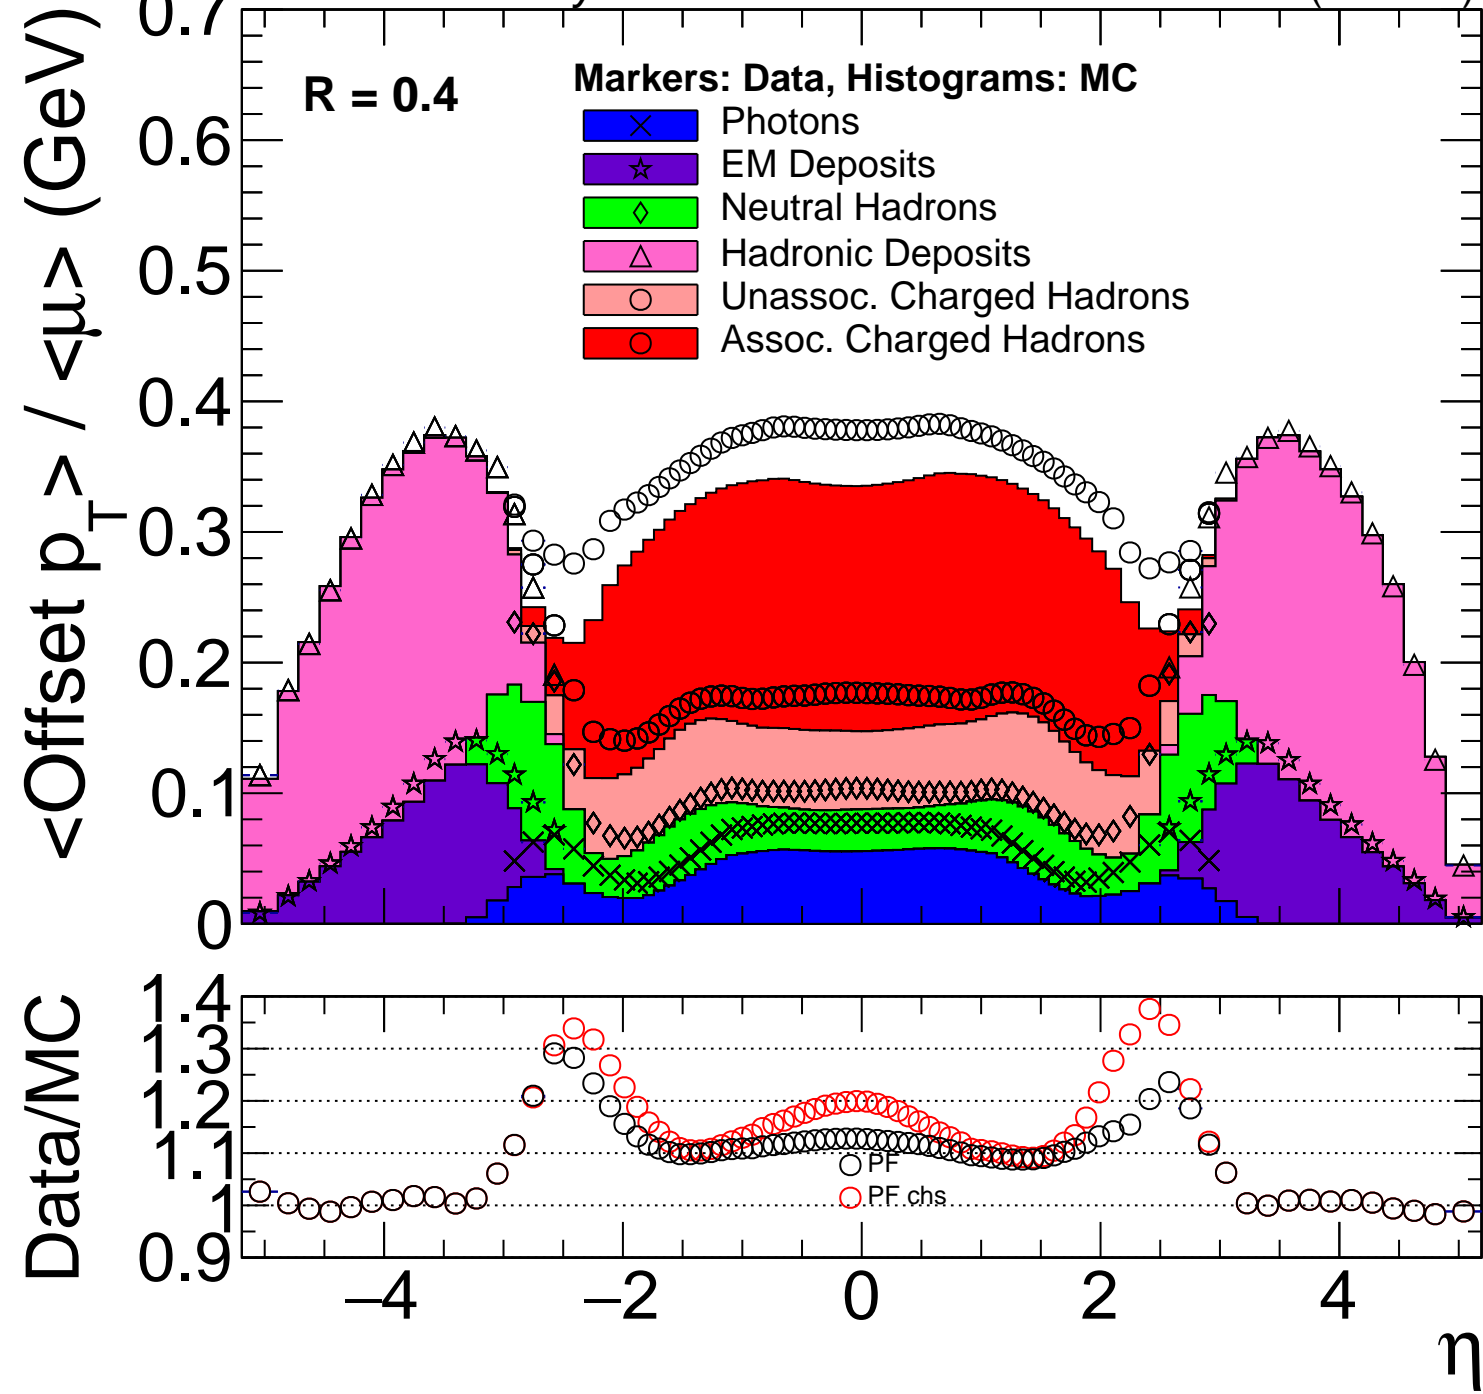 0.7
0.6
0.5
0.4
0.3
0.2
0.1
0
<Offset p_T> / <μ> (GeV)
R = 0.4
Markers: Data, Histograms: MC
Photons
EM Deposits
Neutral Hadrons
Hadronic Deposits
Unassoc. Charged Hadrons
Assoc. Charged Hadrons
1.4
1.3
1.2
1.1
1
0.9
Data/MC
PF
PF chs
−4 −2 0 2 4
η